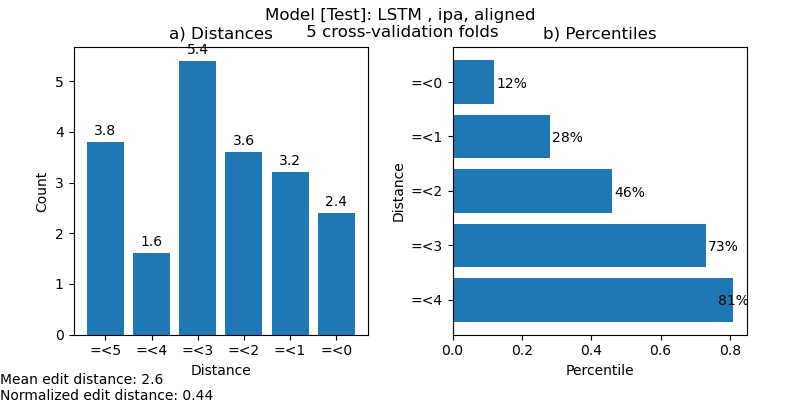 Model [Test]: LSTM , ipa, aligned
5 cross-validation folds
a) Distances
5.4
3.8
3.6
3.2
2.4
1.6
5
4
3
2
1
0
Count
=<5 =<4 =<3 =<2 =<1 =<0
Distance
b) Percentiles
=<0 12%
=<1 28%
=<2 46%
=<3 73%
=<4 81%
Distance
0.0 0.2 0.4 0.6 0.8
Percentile
Mean edit distance: 2.6
Normalized edit distance: 0.44